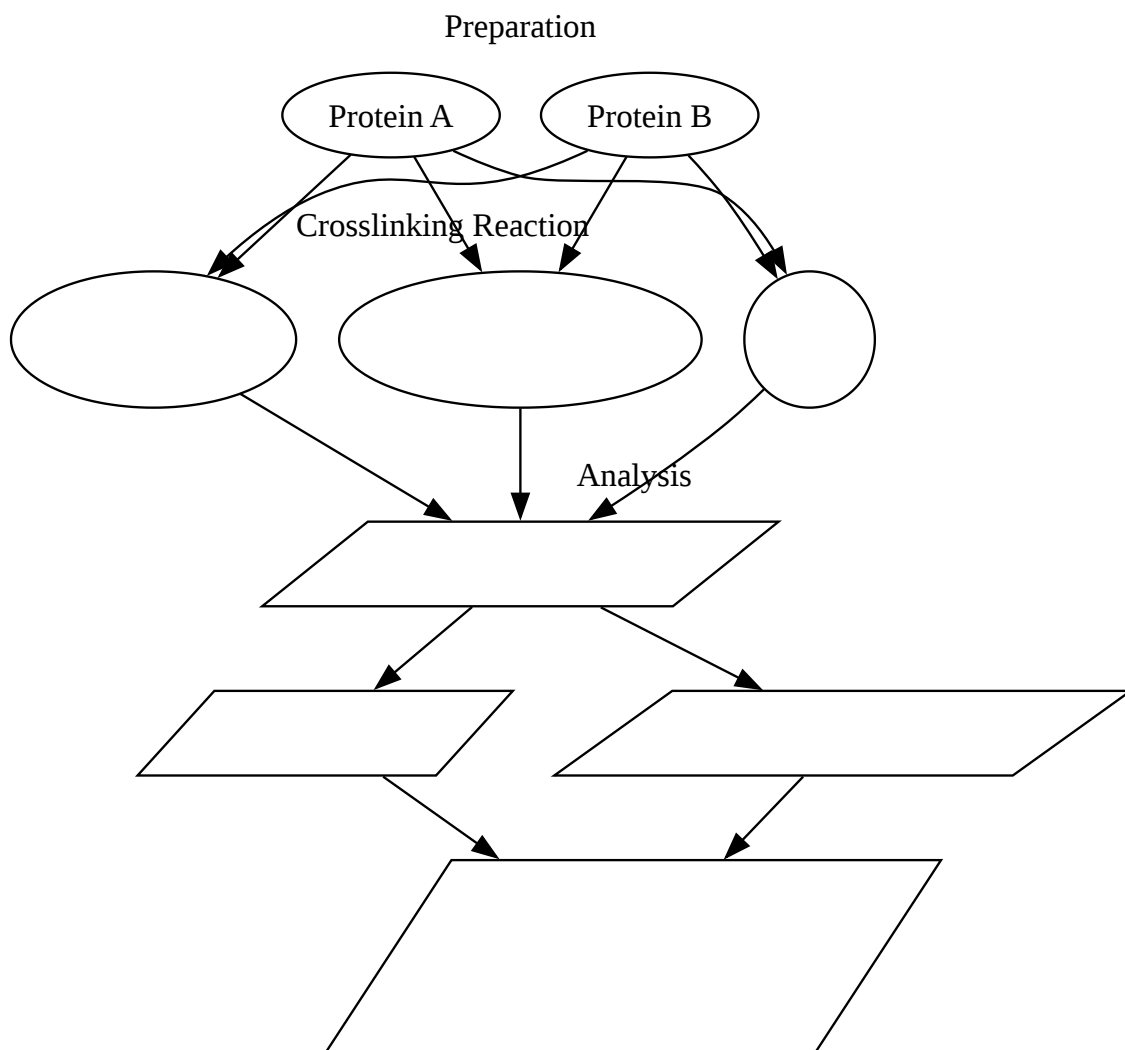 Preparation
Protein A
Protein B
Crosslinking Reaction
Analysis